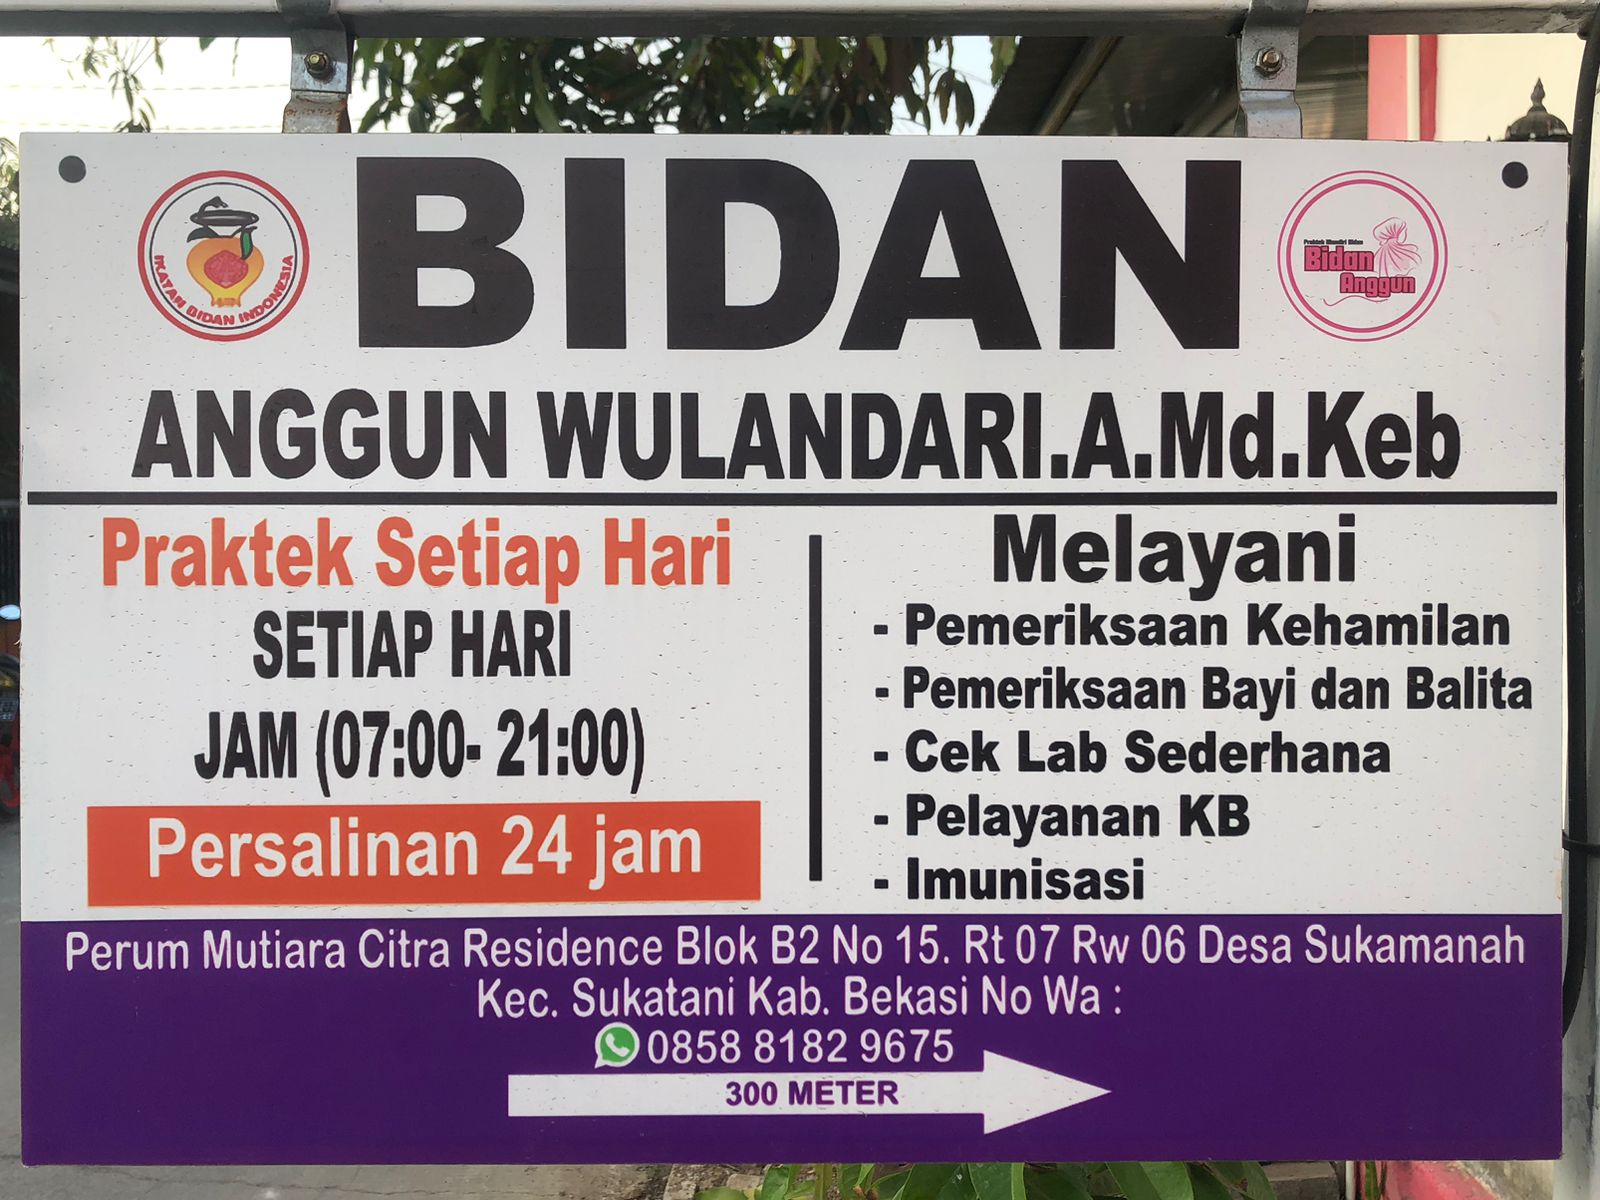 BIDAN
IKATAN BIDAN INDONESIA
Praktek Mandiri Bidan
Bidan
Anggun
ANGGUN WULANDARI.A.Md.Keb
Praktek Setiap Hari
SETIAP HARI
JAM (07:00- 21:00)
Persalinan 24 jam
Melayani
- Pemeriksaan Kehamilan
- Pemeriksaan Bayi dan Balita
- Cek Lab Sederhana
- Pelayanan KB
- Imunisasi
Perum Mutiara Citra Residence Blok B2 No 15. Rt 07 Rw 06 Desa Sukamanah
Kec. Sukatani Kab. Bekasi No Wa :
0858 8182 9675
300 METER